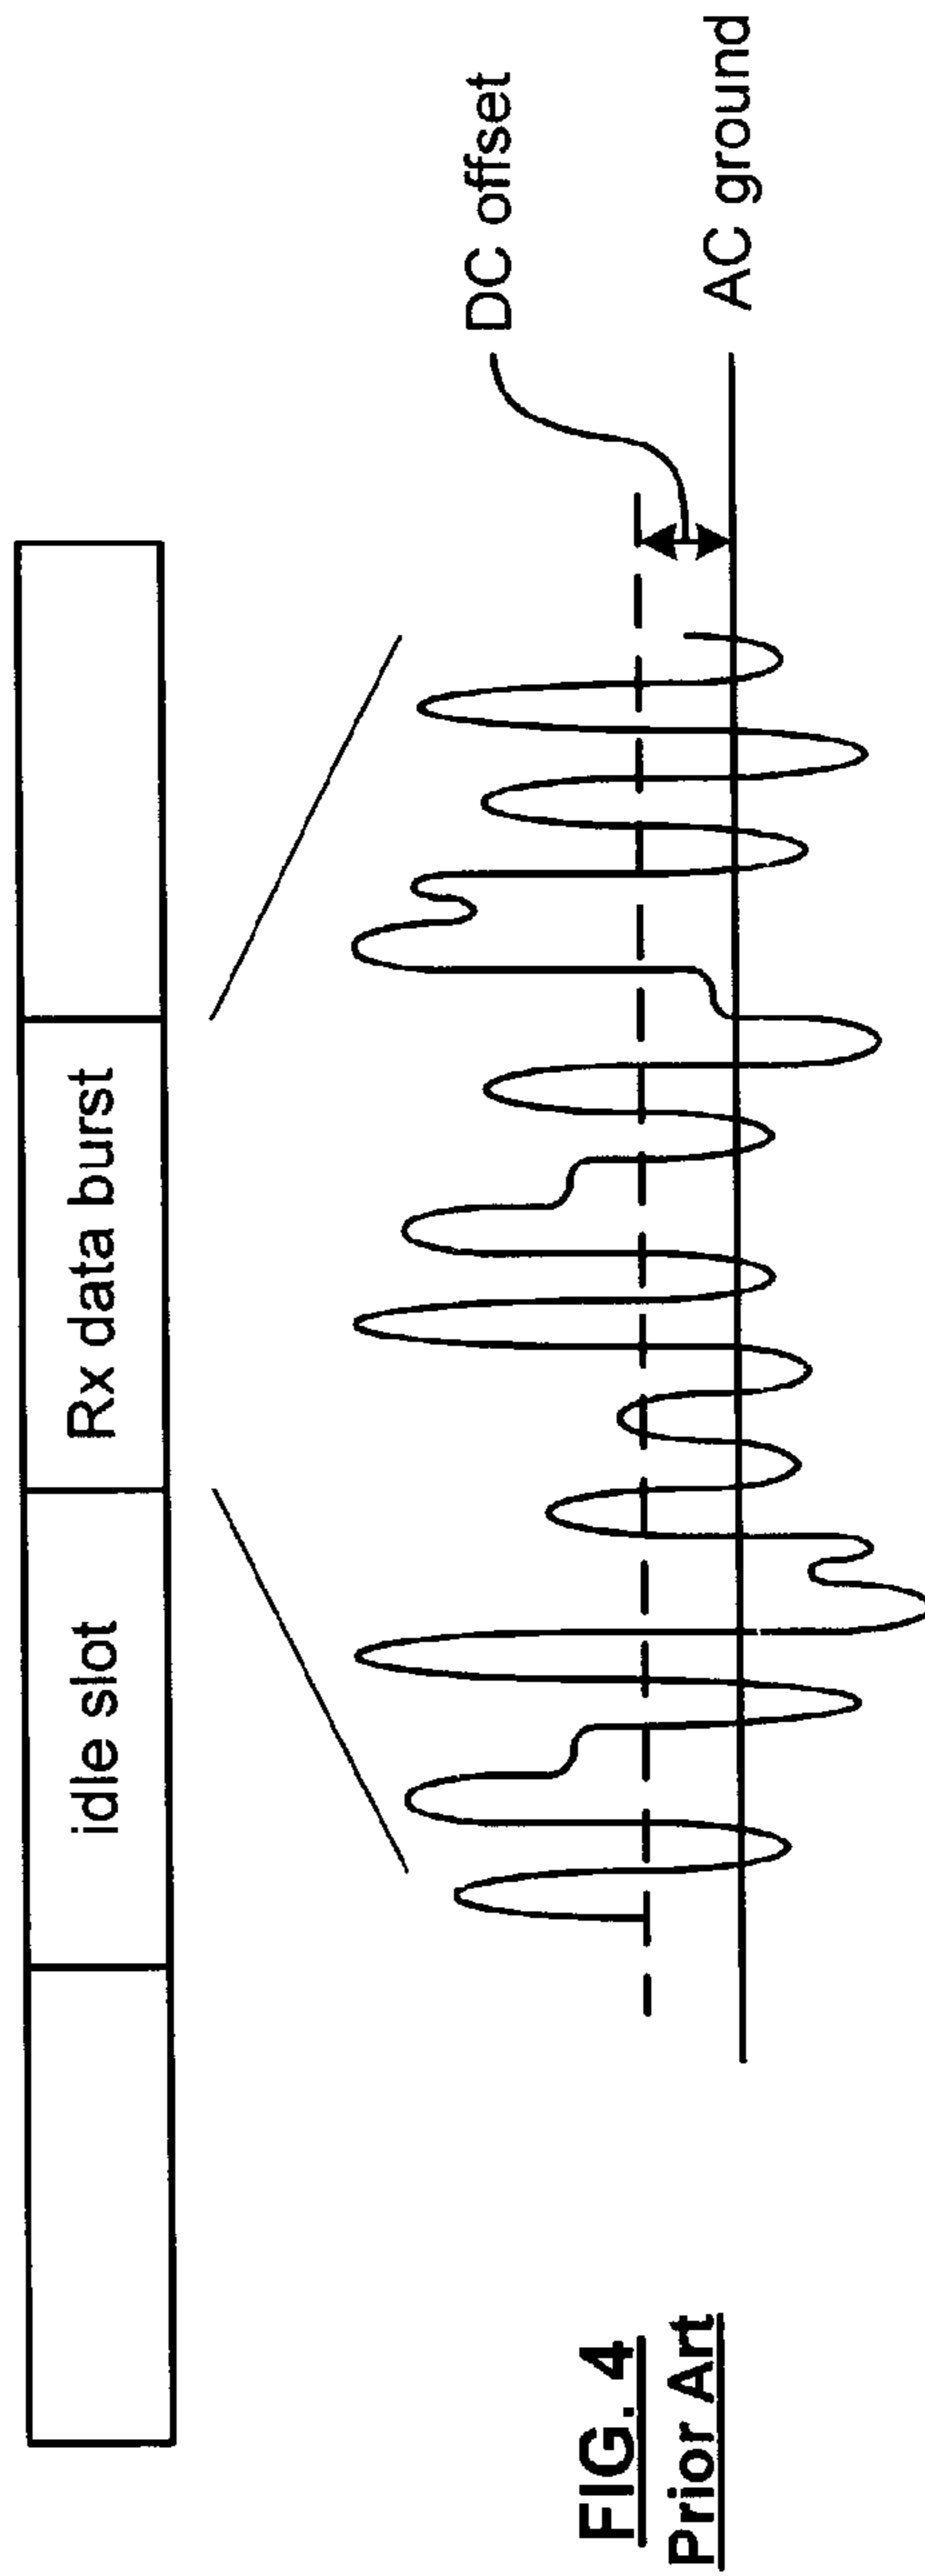 idle slot
Rx data burst
DC offset
AC ground
FIG. 4
Prior Art